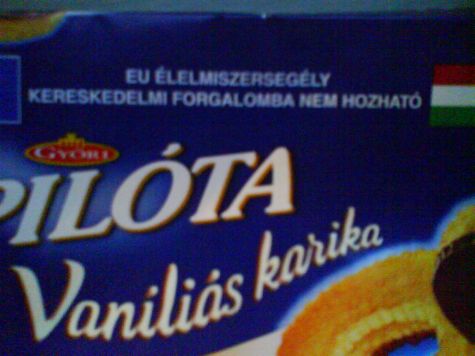 EU ÉLELMISZERSEGÉLY
KERESKEDELMI FORGALOMBA NEM HOZHATÓ
GYŐRI
PILÓTA
Vaníliás karika